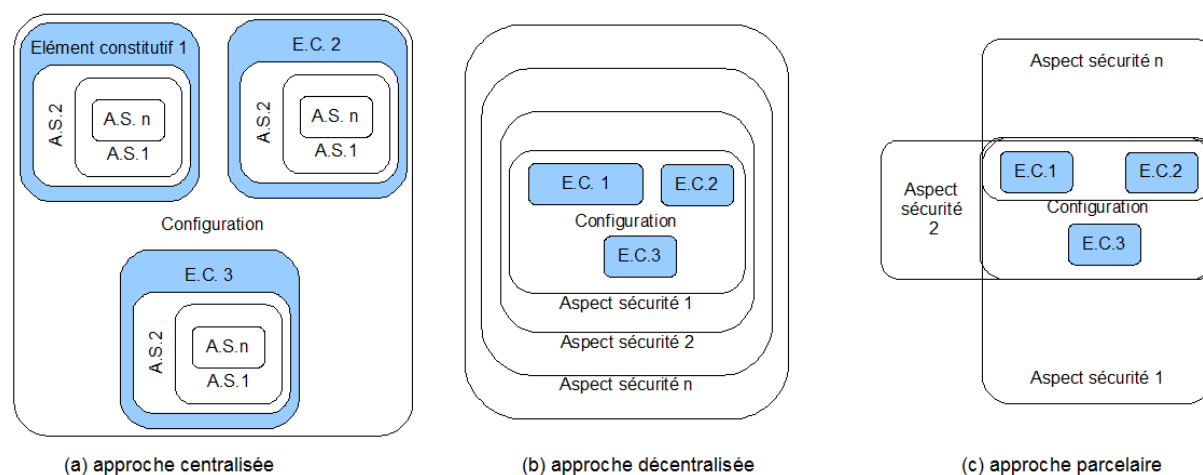 Elément constitutif 1
A.S.2
A.S. n
A.S.1
E.C. 2
A.S.2
A.S. n
A.S.1
Configuration
E.C. 3
A.S.2
A.S.n
A.S.1
(a) approche centralisée
E.C. 1
E.C.2
Configuration
E.C.3
Aspect sécurité 1
Aspect sécurité 2
Aspect sécurité n
(b) approche décentralisée
Aspect sécurité n
E.C.1
E.C.2
Aspect
sécurité
2
Configuration
E.C.3
Aspect sécurité 1
(c) approche parcelaire